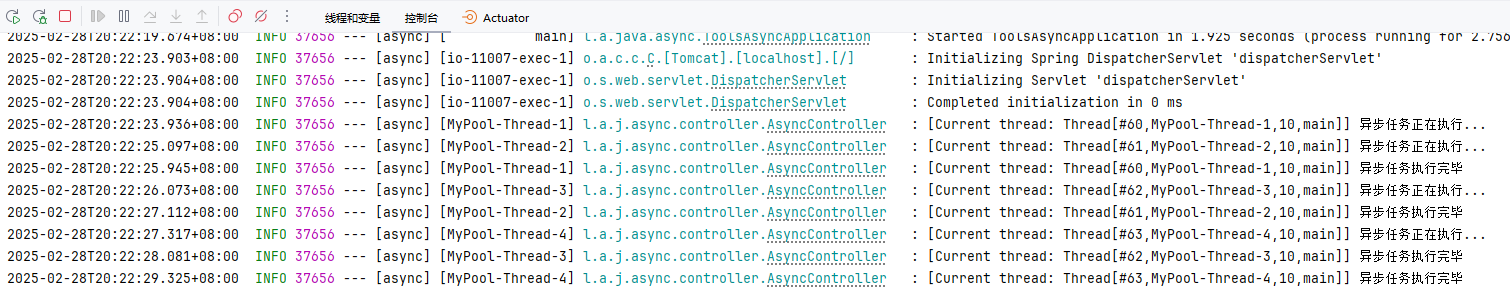 线程和变量 控制台 Actuator
2025-02-28T20:22:19.674+08:00 INFO 37656 --- [async] [ main] l.a.java.async.ToolsAsyncApplication : Started ToolsAsyncApplication in 1.925 seconds (process running for 2.756
2025-02-28T20:22:23.903+08:00 INFO 37656 --- [async] [io-11007-exec-1] o.a.c.c.C.[Tomcat].[localhost].[/] : Initializing Spring DispatcherServlet 'dispatcherServlet'
2025-02-28T20:22:23.904+08:00 INFO 37656 --- [async] [io-11007-exec-1] o.s.web.servlet.DispatcherServlet : Initializing Servlet 'dispatcherServlet'
2025-02-28T20:22:23.904+08:00 INFO 37656 --- [async] [io-11007-exec-1] o.s.web.servlet.DispatcherServlet : Completed initialization in 0 ms
2025-02-28T20:22:23.936+08:00 INFO 37656 --- [async] [MyPool-Thread-1] l.a.j.async.controller.AsyncController : [Current thread: Thread[#60,MyPool-Thread-1,10,main]] 异步任务正在执行...
2025-02-28T20:22:25.097+08:00 INFO 37656 --- [async] [MyPool-Thread-2] l.a.j.async.controller.AsyncController : [Current thread: Thread[#61,MyPool-Thread-2,10,main]] 异步任务正在执行...
2025-02-28T20:22:25.945+08:00 INFO 37656 --- [async] [MyPool-Thread-1] l.a.j.async.controller.AsyncController : [Current thread: Thread[#60,MyPool-Thread-1,10,main]] 异步任务执行完毕
2025-02-28T20:22:26.073+08:00 INFO 37656 --- [async] [MyPool-Thread-3] l.a.j.async.controller.AsyncController : [Current thread: Thread[#62,MyPool-Thread-3,10,main]] 异步任务正在执行...
2025-02-28T20:22:27.112+08:00 INFO 37656 --- [async] [MyPool-Thread-2] l.a.j.async.controller.AsyncController : [Current thread: Thread[#61,MyPool-Thread-2,10,main]] 异步任务执行完毕
2025-02-28T20:22:27.317+08:00 INFO 37656 --- [async] [MyPool-Thread-4] l.a.j.async.controller.AsyncController : [Current thread: Thread[#63,MyPool-Thread-4,10,main]] 异步任务正在执行...
2025-02-28T20:22:28.081+08:00 INFO 37656 --- [async] [MyPool-Thread-3] l.a.j.async.controller.AsyncController : [Current thread: Thread[#62,MyPool-Thread-3,10,main]] 异步任务执行完毕
2025-02-28T20:22:29.325+08:00 INFO 37656 --- [async] [MyPool-Thread-4] l.a.j.async.controller.AsyncController : [Current thread: Thread[#63,MyPool-Thread-4,10,main]] 异步任务执行完毕